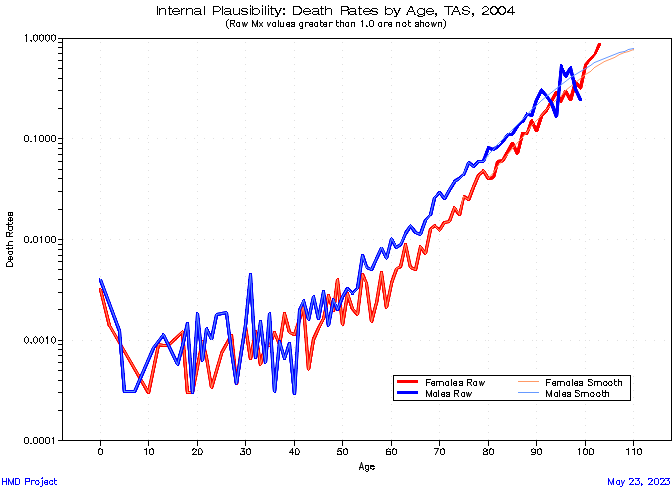 Internal Plausibility: Death Rates by Age, TAS, 2004
(Raw Mx values greater than 1.0 are not shown)
1.0000
0.1000
0.0100
0.0010
0.0001
Death Rates
0 10 20 30 40 50 60 70 80 90 100 110
Age
Females Raw Females Smooth
Males Raw Males Smooth
HMD Project May 23, 2023